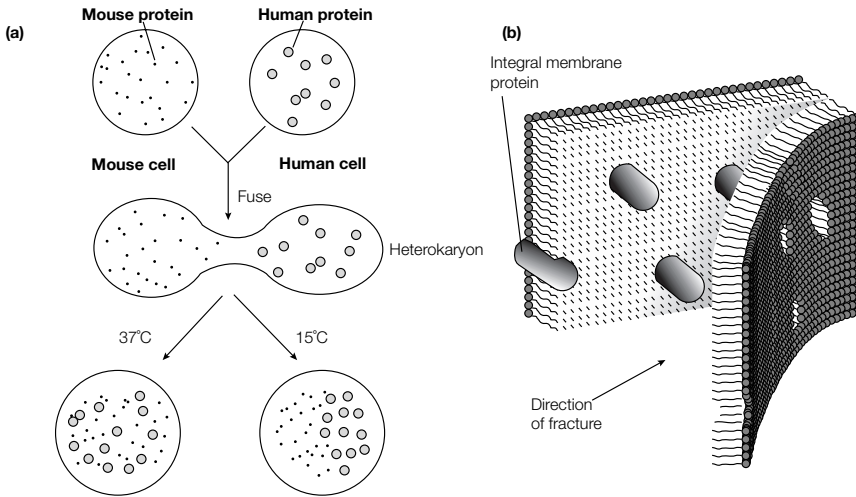 (a)
Mouse protein
Human protein
Mouse cell
Human cell
Fuse
Heterokaryon
37°C
15°C
(b)
Integral membrane
protein
Direction
of fracture